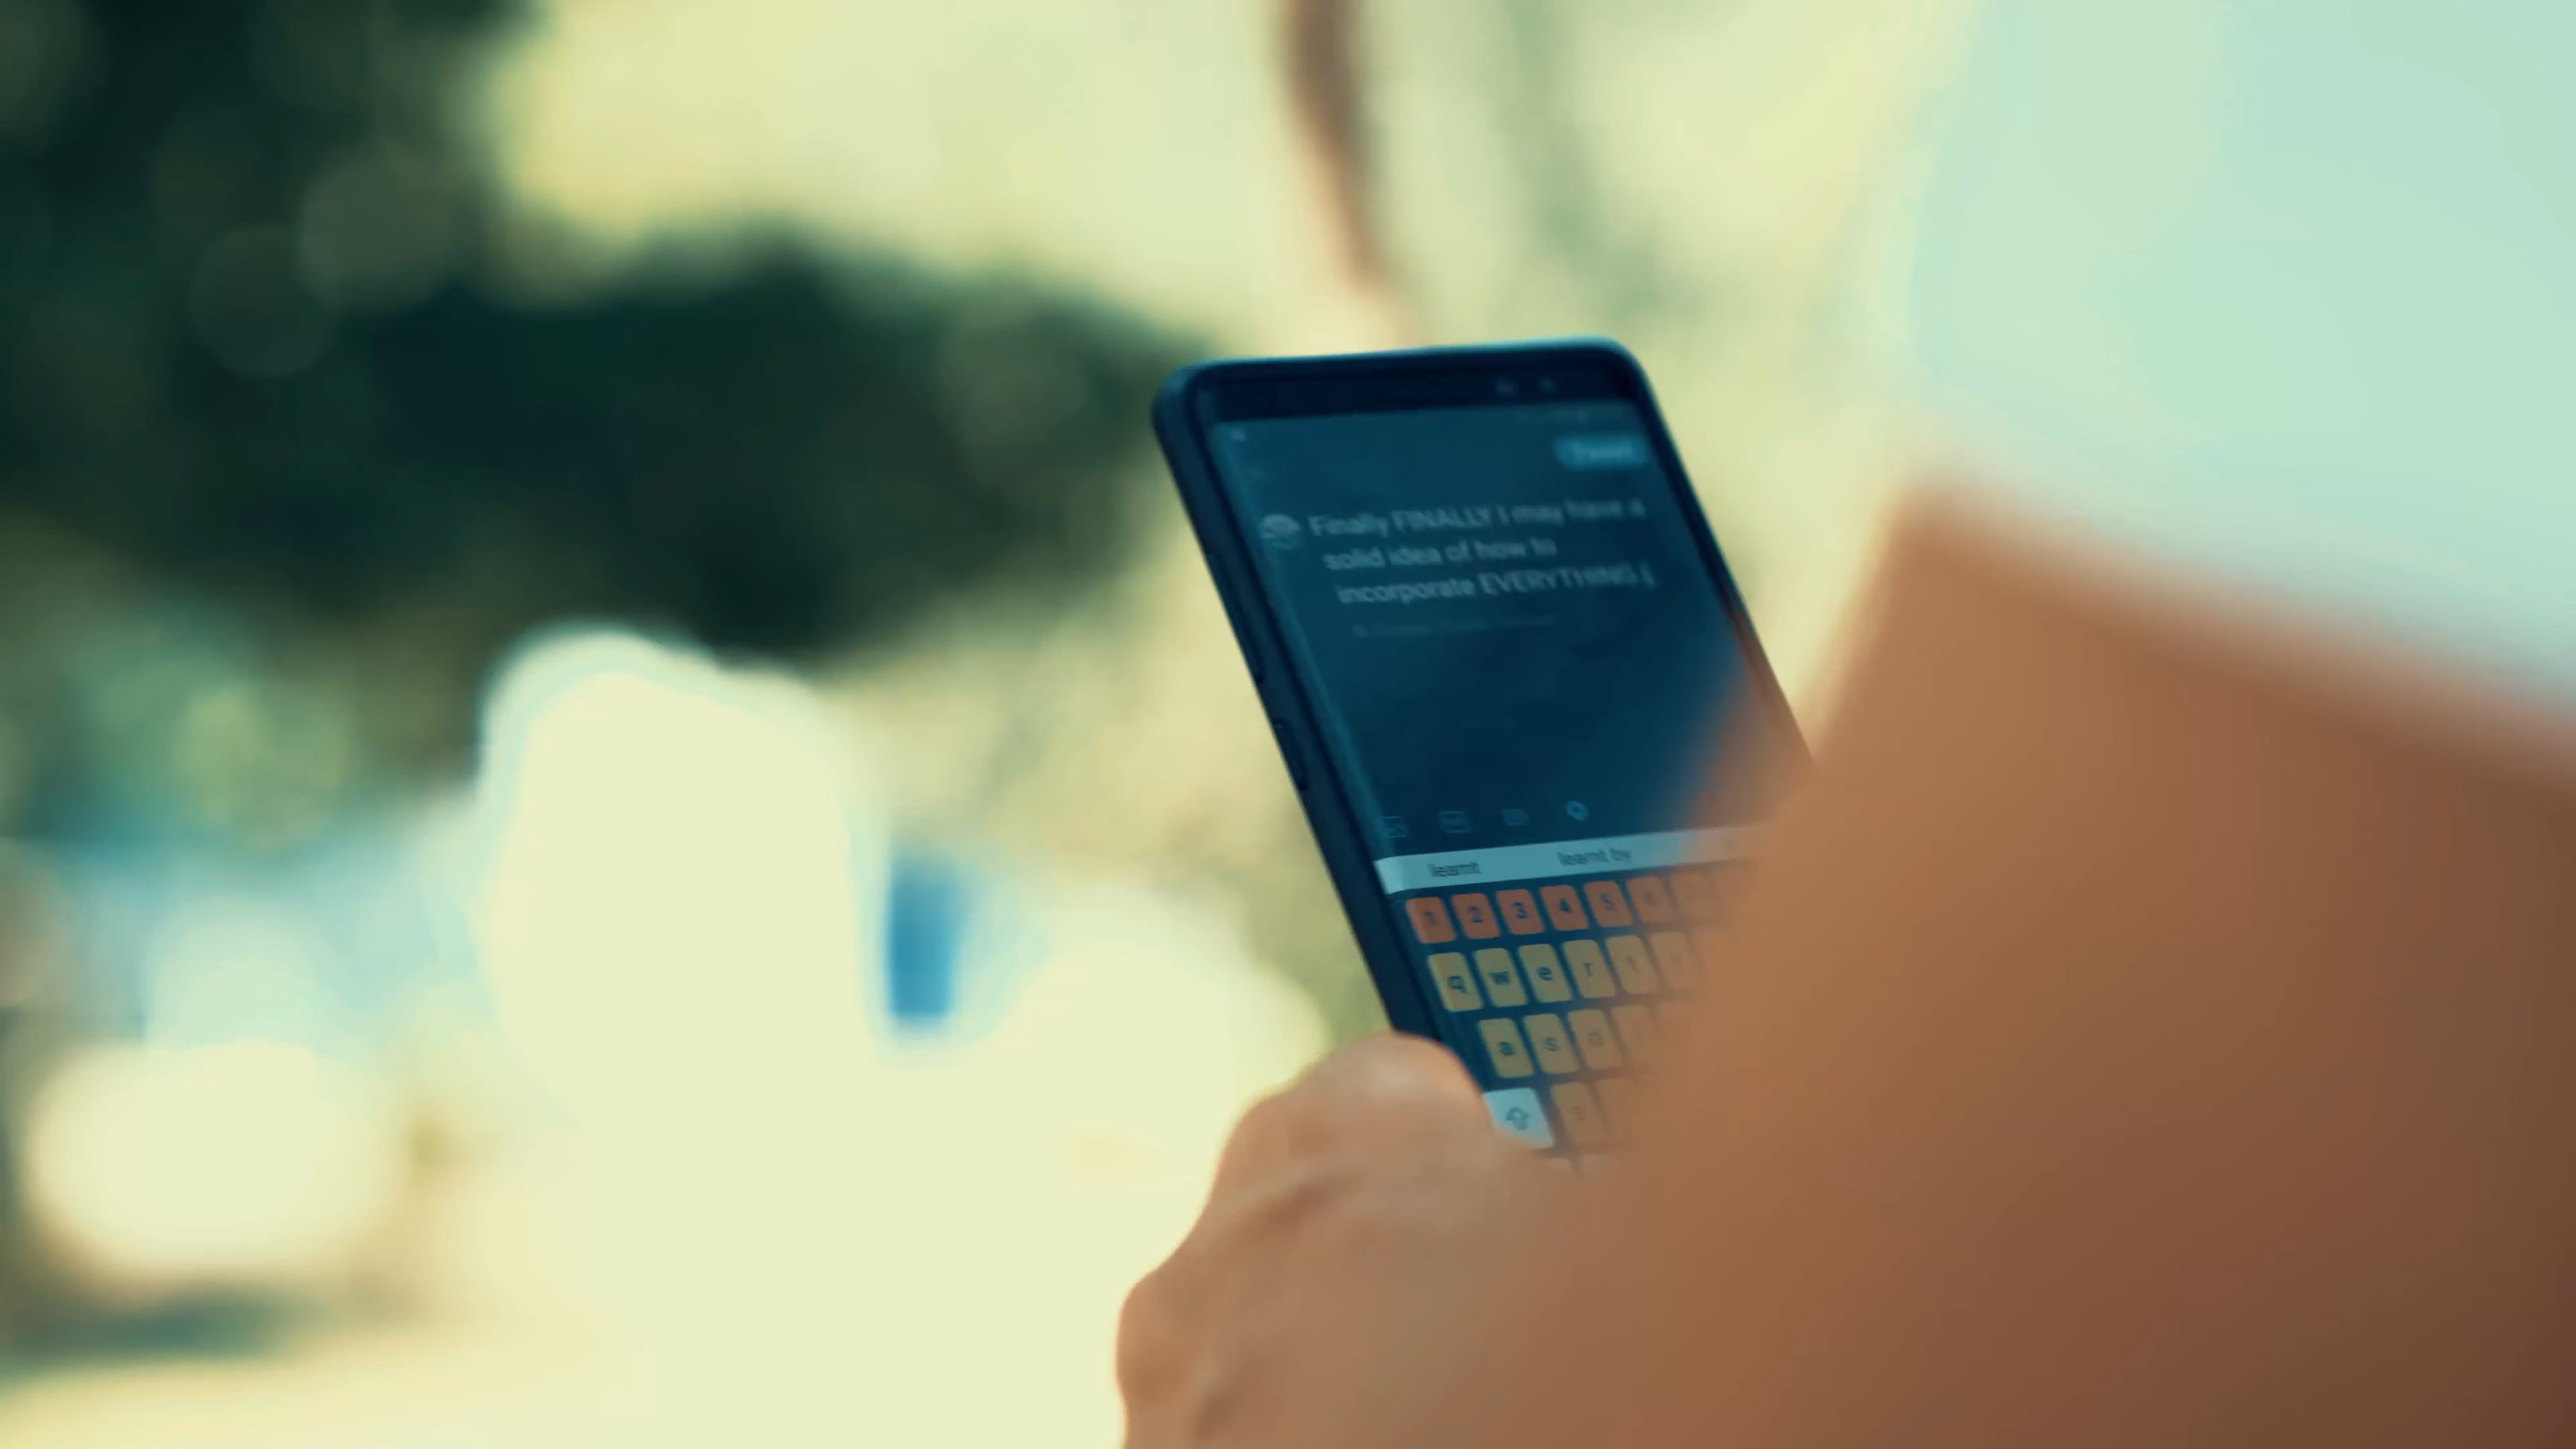 Tweet
Finally FINALLY I may have a
solid idea of how to
incorporate EVERYTHING (
learnt learnt by
1 2 3 4 5
q w e r t
a s d